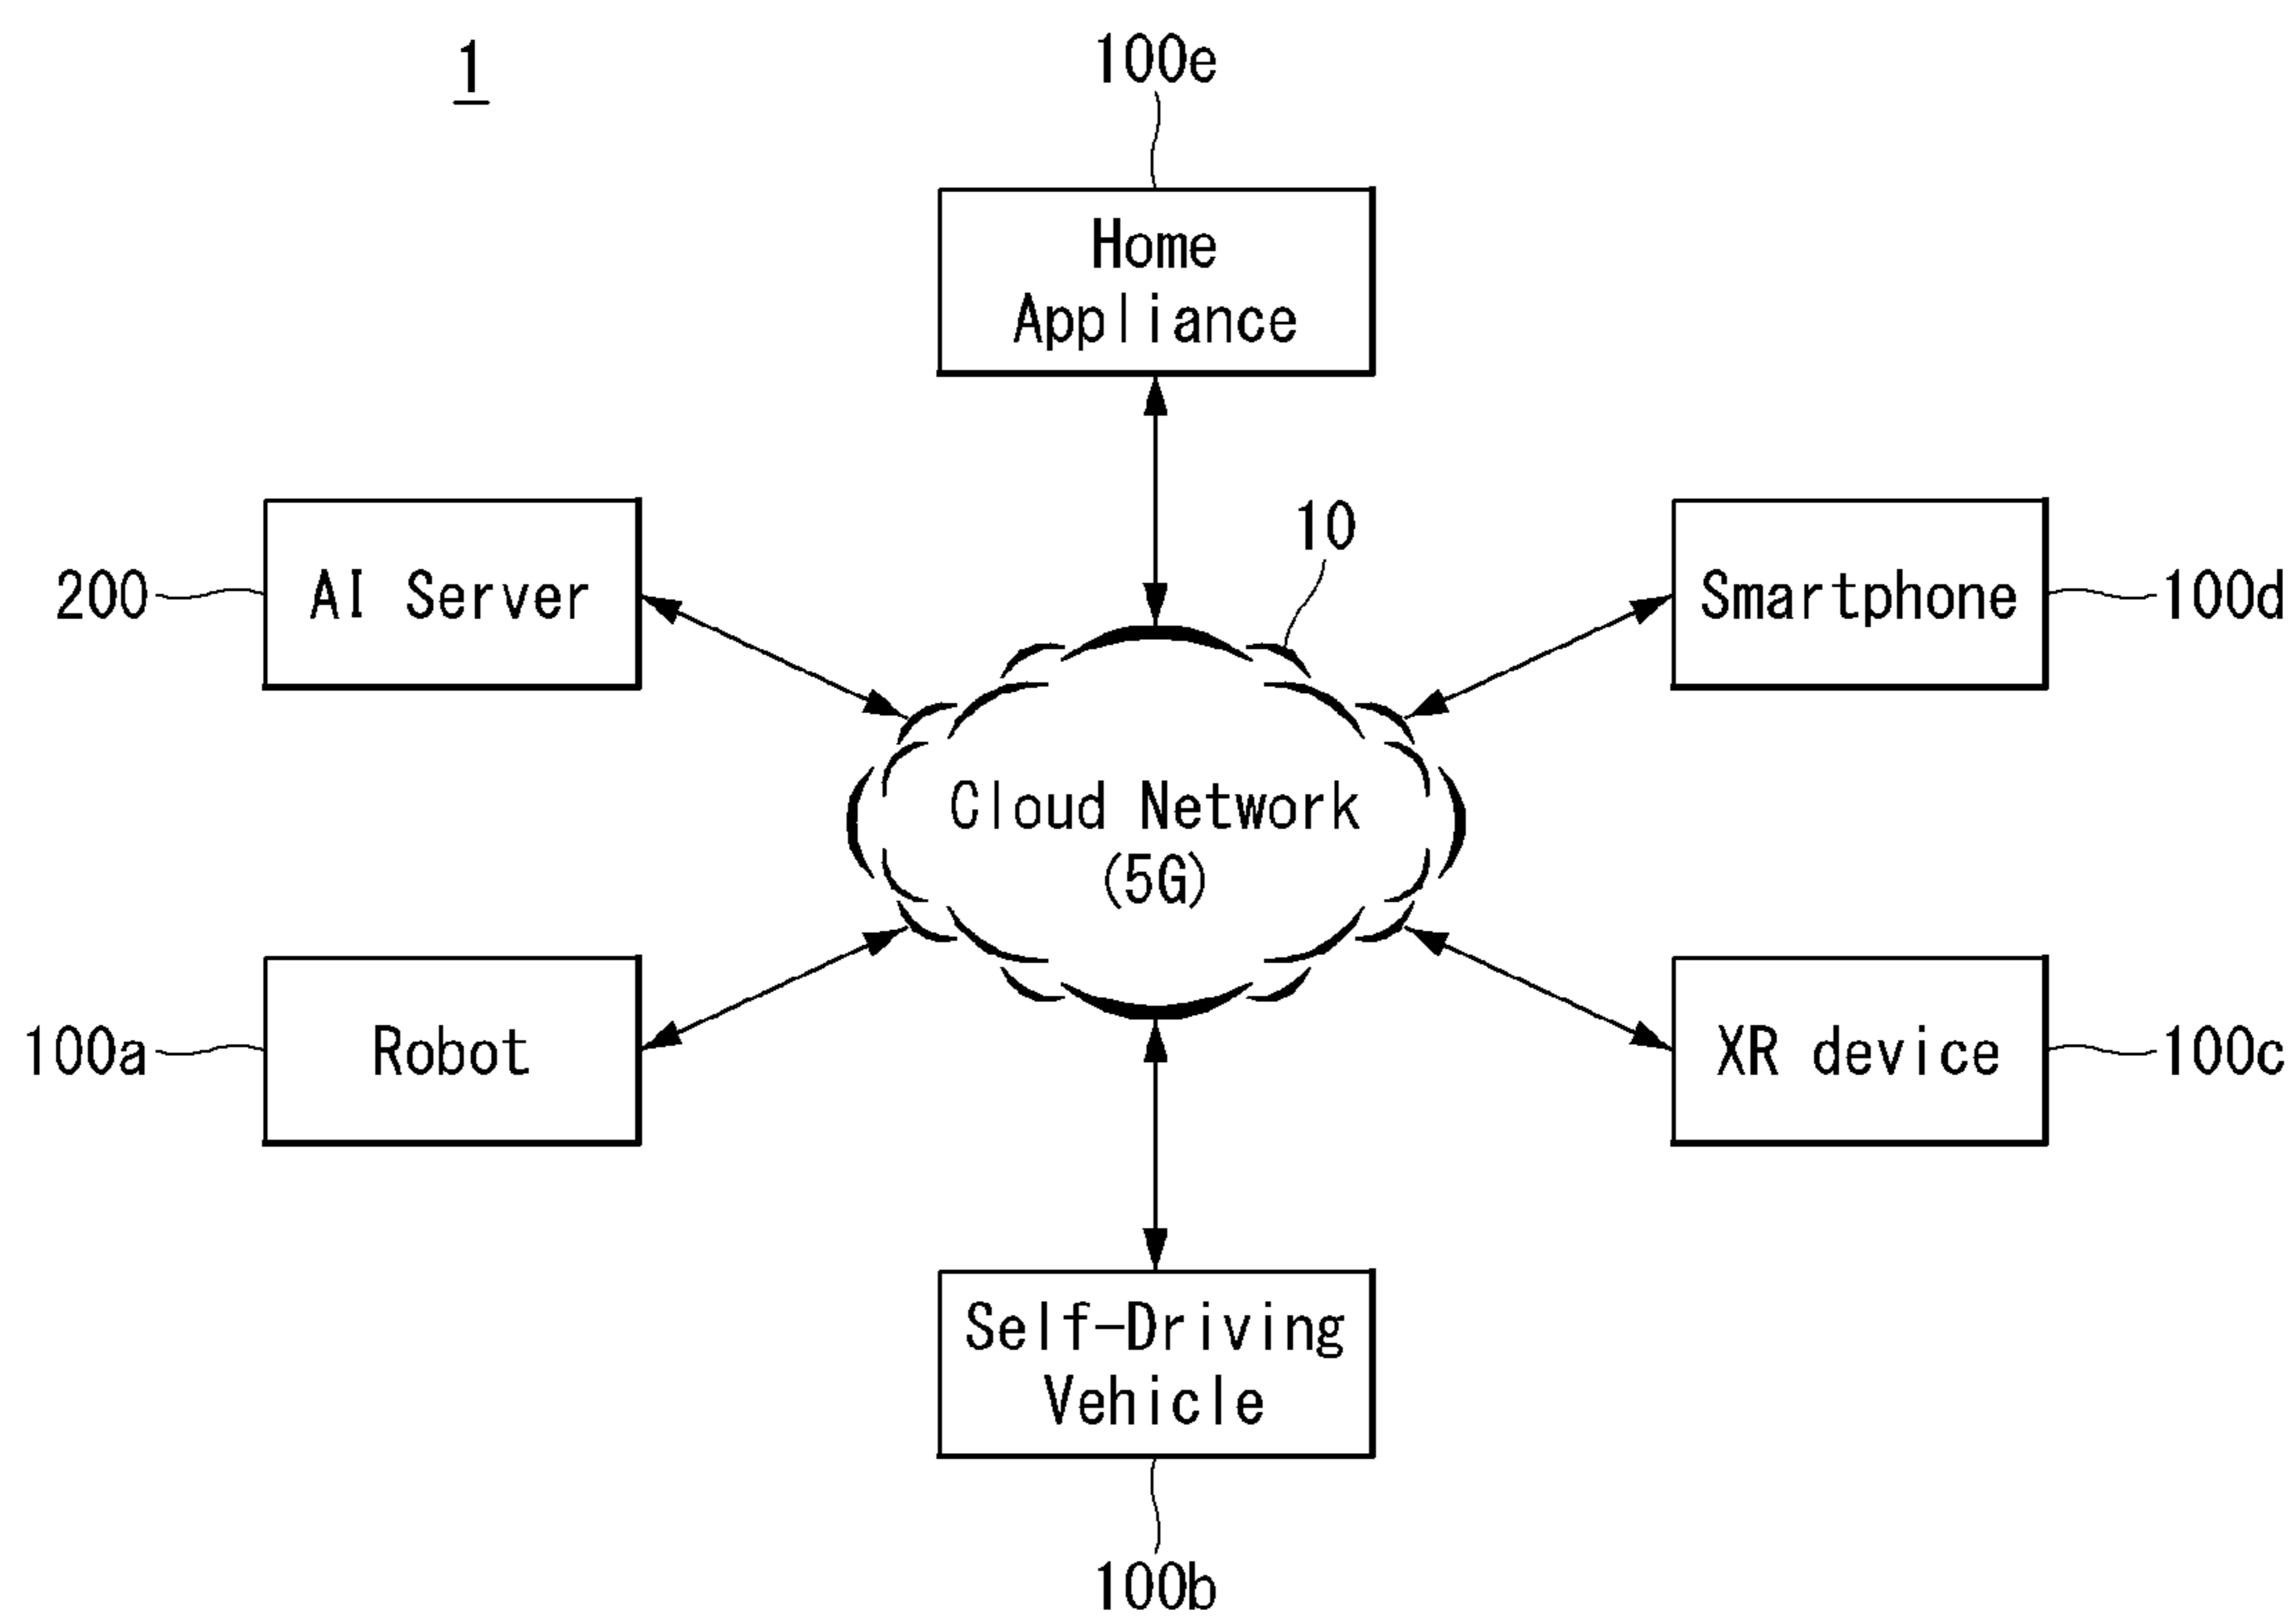 1
100e
Home
Appliance
10
200
AI Server
Smartphone
100d
Cloud Network
(5G)
100a
Robot
XR device
100c
Self-Driving
Vehicle
100b